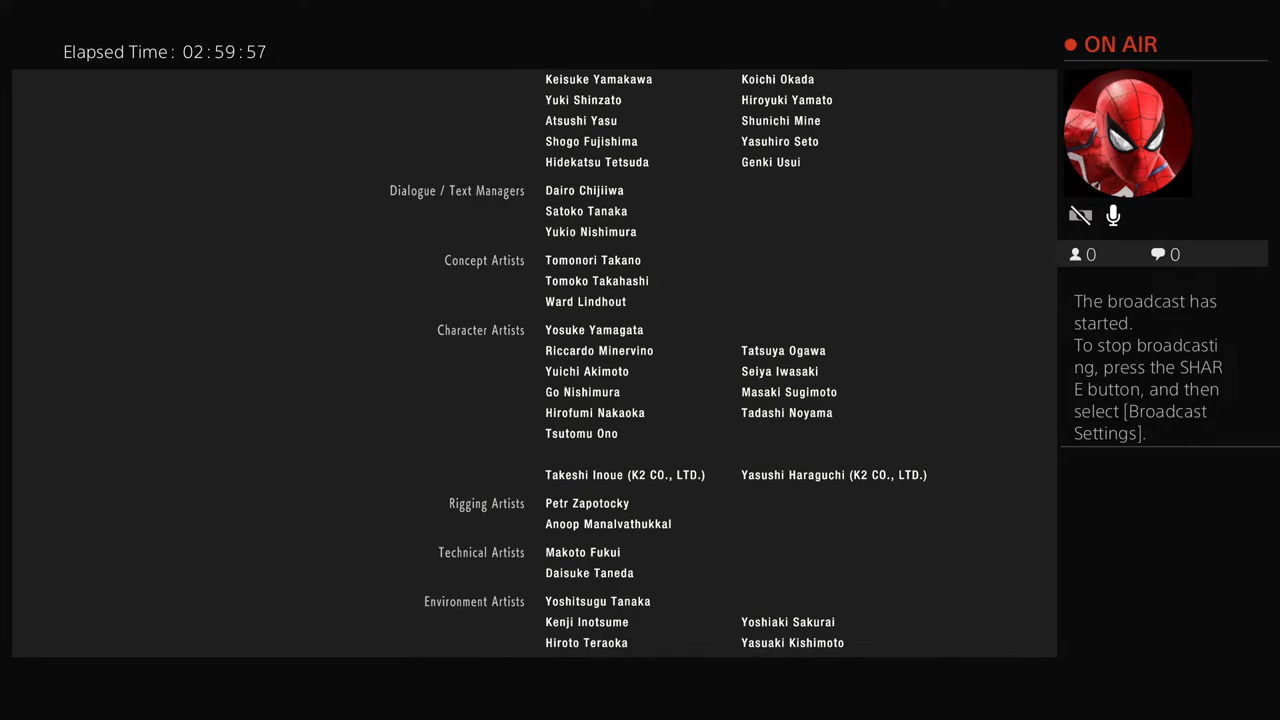 Elapsed Time: 02:59:57
ON AIR
Keisuke Yamakawa Koichi Okada
Yuki Shinzato Hiroyuki Yamato
Atsushi Yasu Shunichi Mine
Shogo Fujishima Yasuhiro Seto
Hidekatsu Tetsuda Genki Usui
Dialogue / Text Managers Dairo Chijiiwa
Satoko Tanaka
Yukio Nishimura
Concept Artists Tomonori Takano
Tomoko Takahashi
Ward Lindhout
Character Artists Yosuke Yamagata
Riccardo Minervino Tatsuya Ogawa
Yuichi Akimoto Seiya Iwasaki
Go Nishimura Masaki Sugimoto
Hirofumi Nakaoka Tadashi Noyama
Tsutomu Ono
Takeshi Inoue (K2 CO., LTD.) Yasushi Haraguchi (K2 CO., LTD.)
Rigging Artists Petr Zapotocky
Anoop Manalvathukkal
Technical Artists Makoto Fukui
Daisuke Taneda
Environment Artists Yoshitsugu Tanaka
Kenji Inotsume Yoshiaki Sakurai
Hiroto Teraoka Yasuaki Kishimoto
0 0
The broadcast has
started.
To stop broadcasti
ng, press the SHAR
E button, and then
select [Broadcast
Settings].